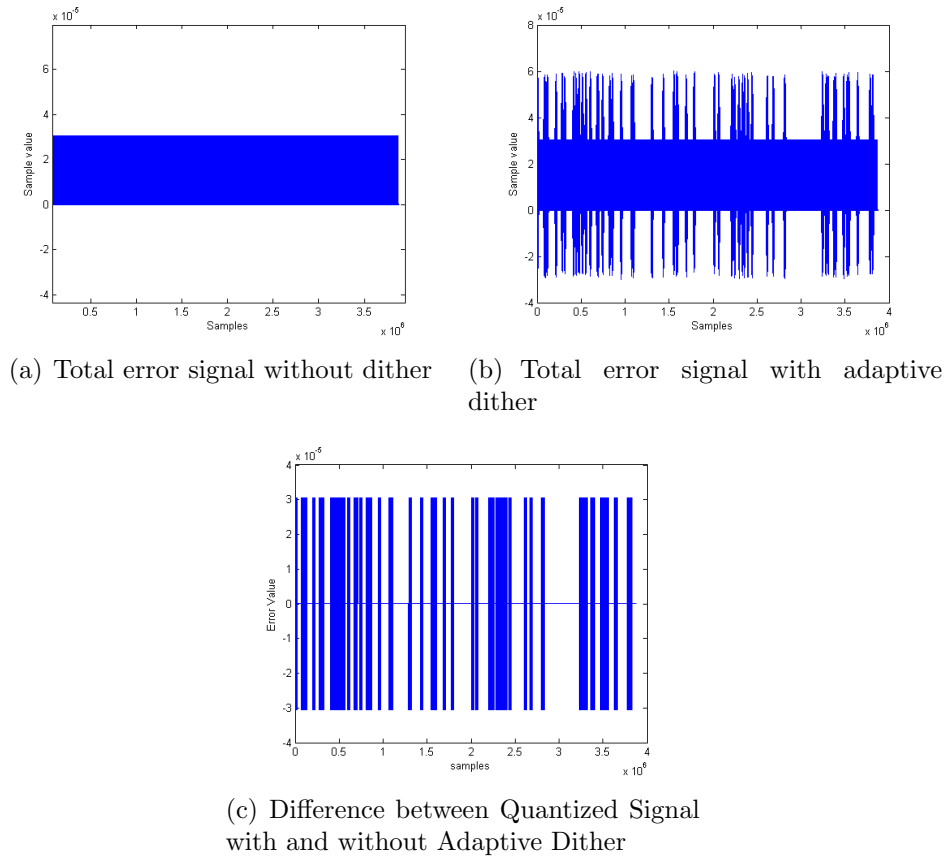 x 10^-5
Sample value
6
4
2
0
-2
-4
0.5 1 1.5 2 2.5 3 3.5
Samples
x 10^6
(a) Total error signal without dither
x 10^-5
Sample value
8
6
4
2
0
-2
-4
0 0.5 1 1.5 2 2.5 3 3.5 4
Samples
x 10^6
(b) Total error signal with adaptive
dither
x 10^-5
Error Value
4
3
2
1
0
-1
-2
-3
-4
0 0.5 1 1.5 2 2.5 3 3.5 4
samples
x 10^6
(c) Difference between Quantized Signal
with and without Adaptive Dither